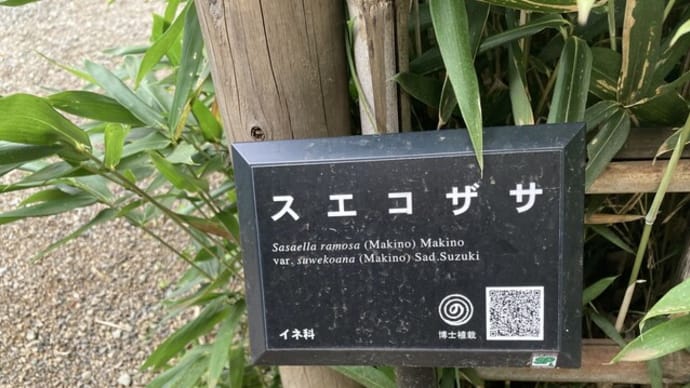 スエコザサ
Sasaella ramosa (Makino) Makino
var. suwekoana (Makino) Sad.Suzuki
イネ科
博士植栽